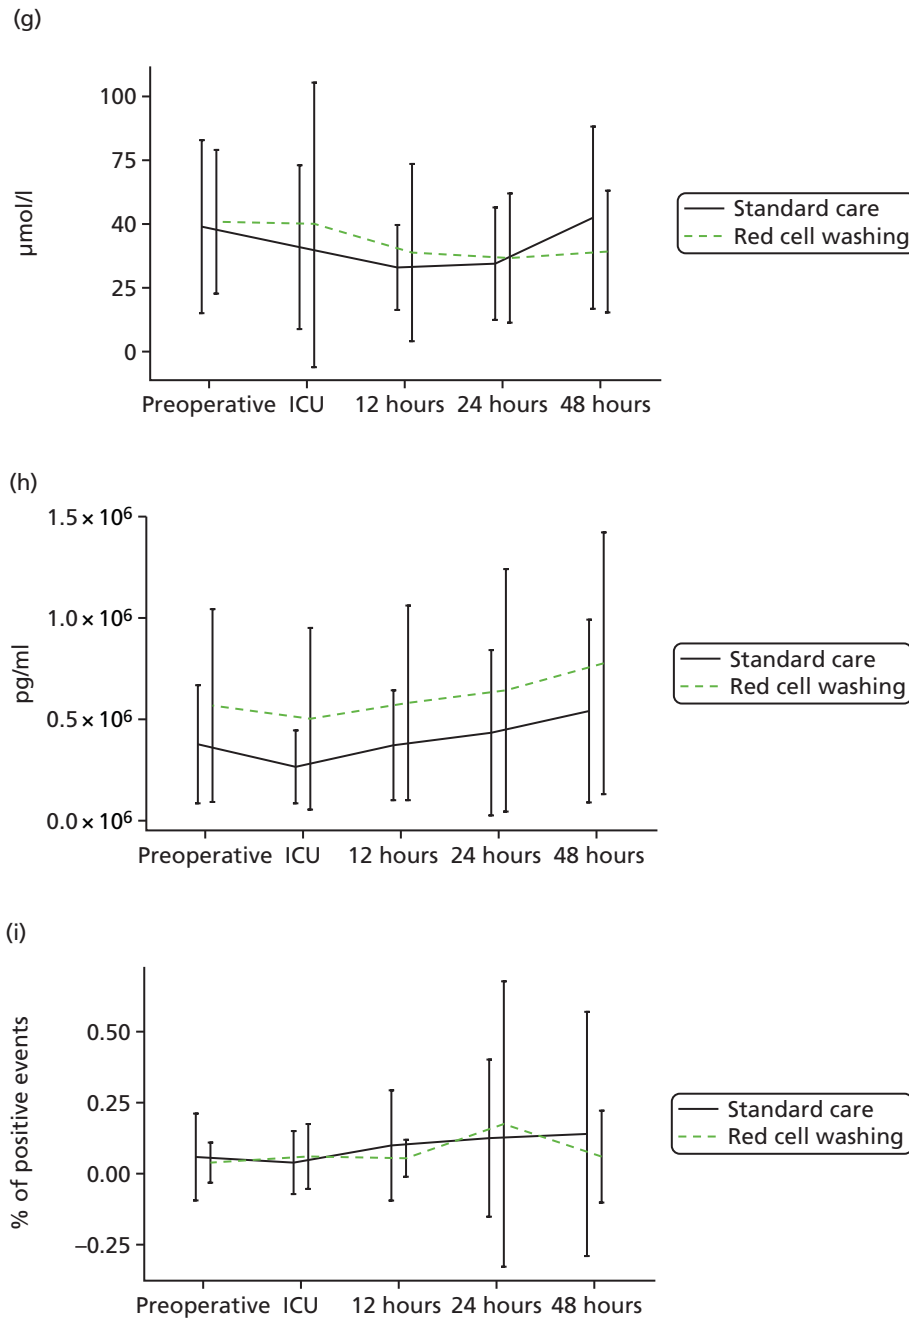 (g)
100
75
40
25
0
µmol/l
Preoperative ICU 12 hours 24 hours 48 hours
Standard care
Red cell washing
(h)
1.5 × 10⁶
1.0 × 10⁶
0.5 × 10⁶
0.0 × 10⁶
pg/ml
Preoperative ICU 12 hours 24 hours 48 hours
Standard care
Red cell washing
(i)
0.50
0.25
0.00
–0.25
% of positive events
Preoperative ICU 12 hours 24 hours 48 hours
Standard care
Red cell washing